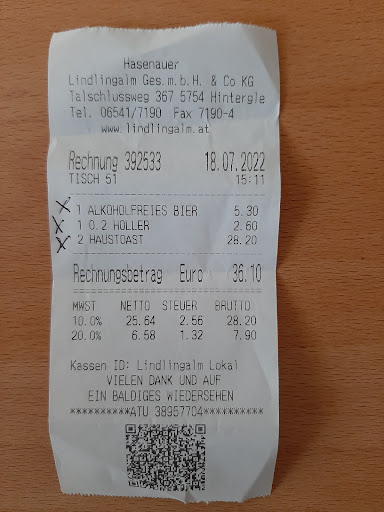 Hasenauer
Lindlingalm Ges.m.b.H. & Co KG
Talschlussweg 367 5754 Hintergle
Tel. 06541/7190 Fax 7190-4
www.lindlingalm.at
Rechnung 392533 18.07.2022
TISCH 51 15:11
1 ALKOHOLFREIES BIER 5.30
1 0.2 HOLLER 2.60
2 HAUSTOAST 28.20
Rechnungsbetrag Euro 36.10
MWST NETTO STEUER BRUTTO
10.0% 25.64 2.56 28.20
20.0% 6.58 1.32 7.90
Kassen ID: Lindlingalm Lokal
VIELEN DANK UND AUF
EIN BALDIGES WIEDERSEHEN
**********ATU 38957704**********